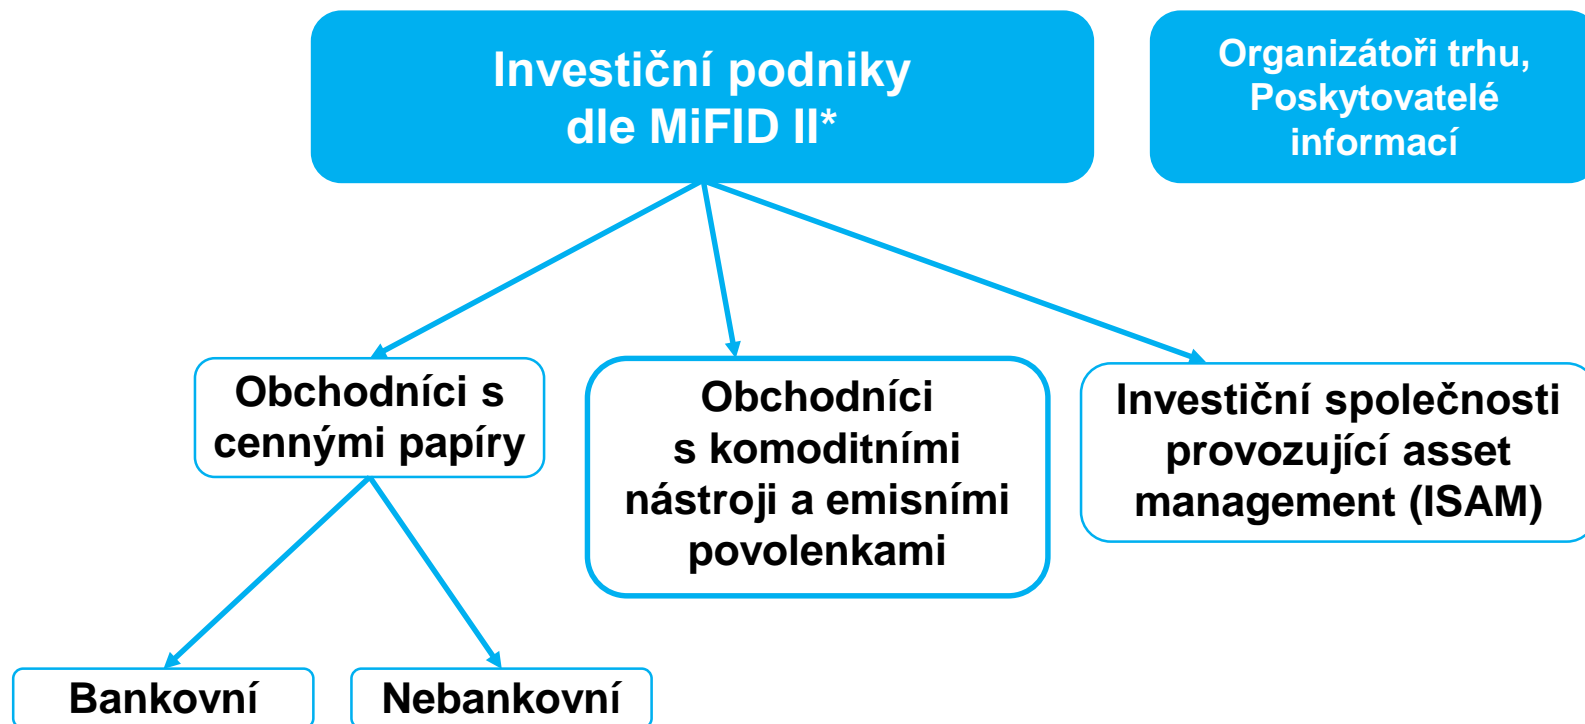 Investiční podniky
dle MiFID II*
Organizátoři trhu,
Poskytovatelé
informací
Obchodníci s
cennými papíry
Obchodníci
s komoditními
nástroji a emisními
povolenkami
Investiční společnosti
provozující asset
management (ISAM)
Bankovní
Nebankovní